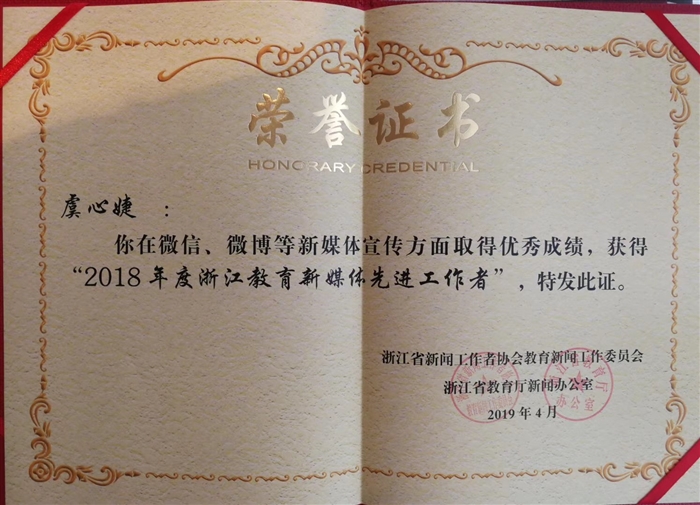 荣誉证书
HONORARY CREDENTIAL
虞心婕：
你在微信、微博等新媒体宣传方面取得优秀成绩，获得
“2018年度浙江教育新媒体先进工作者”，特发此证。
浙江省新闻工作者协会教育新闻工作委员会
浙江省教育厅新闻办公室
2019年4月